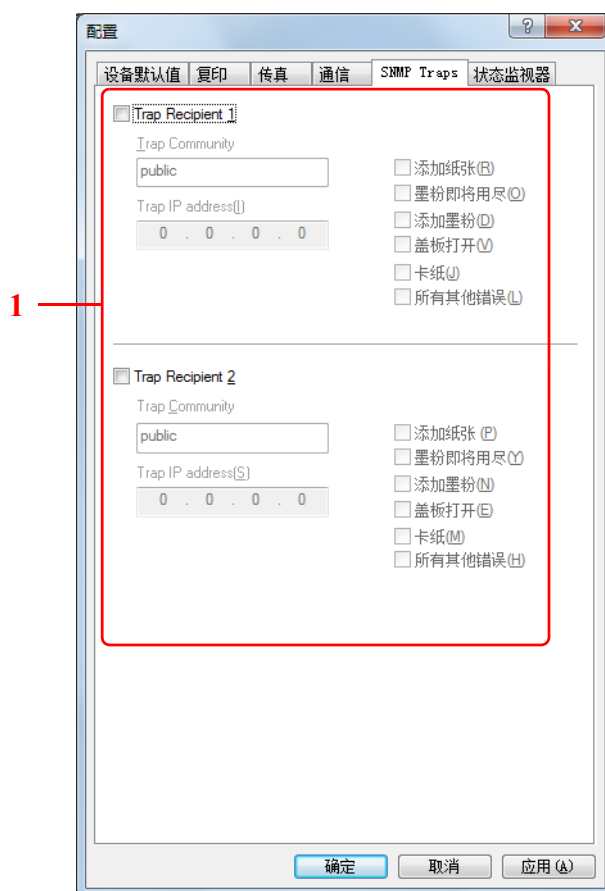 配置
设备默认值 复印 传真 通信 SNMP Traps 状态监视器
Trap Recipient 1
Trap Community
public
添加纸张(R)
墨粉即将用尽(O)
Trap IP address(I)
添加墨粉(D)
0 . 0 . 0 . 0
盖板打开(V)
卡纸(J)
所有其他错误(L)
1
Trap Recipient 2
Trap Community
public
添加纸张 (P)
墨粉即将用尽(Y)
Trap IP address(S)
添加墨粉(N)
0 . 0 . 0 . 0
盖板打开(E)
卡纸(M)
所有其他错误(H)
确定 取消 应用(A)